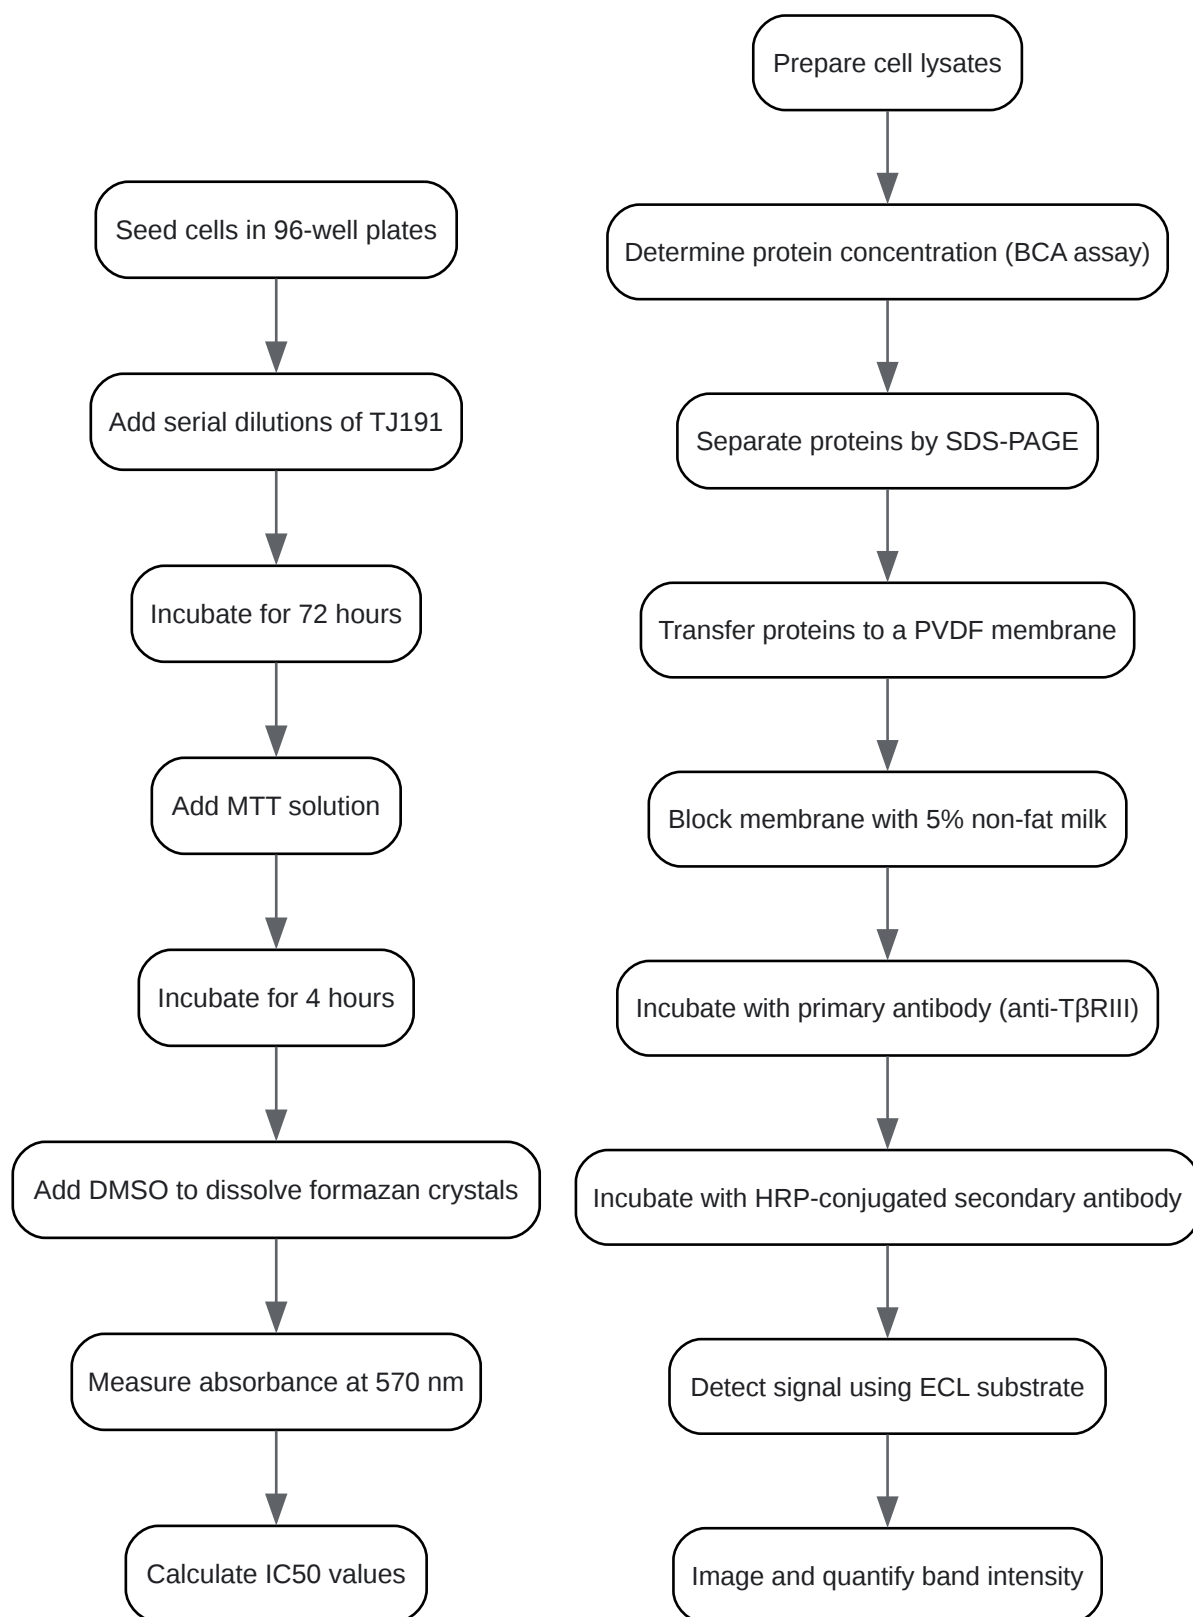 Seed cells in 96-well plates
Add serial dilutions of TJ191
Incubate for 72 hours
Add MTT solution
Incubate for 4 hours
Add DMSO to dissolve formazan crystals
Measure absorbance at 570 nm
Calculate IC50 values
Prepare cell lysates
Determine protein concentration (BCA assay)
Separate proteins by SDS-PAGE
Transfer proteins to a PVDF membrane
Block membrane with 5% non-fat milk
Incubate with primary antibody (anti-TβRIII)
Incubate with HRP-conjugated secondary antibody
Detect signal using ECL substrate
Image and quantify band intensity